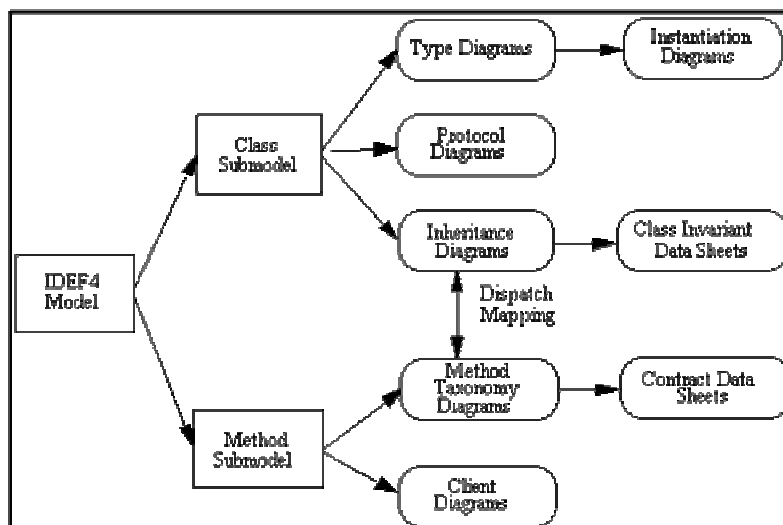 Type Diagrams
Instantiation
Diagrams
Class
Submodel
Protocol
Diagrams
Inheritance
Diagrams
Class Invariant
Data Sheets
IDEF4
Model
Dispatch
Mapping
Method
Taxonomy
Diagrams
Contract Data
Sheets
Method
Submodel
Client
Diagrams